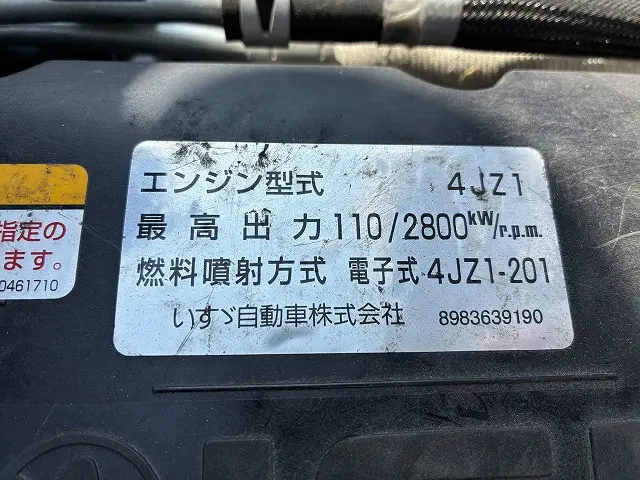 エンジン型式 4JZ1
最高出力 110/2800kW/r.p.m.
燃料噴射方式 電子式 4JZ1-201
いすゞ自動車株式会社 8983639190
指定の
ます。
0461710